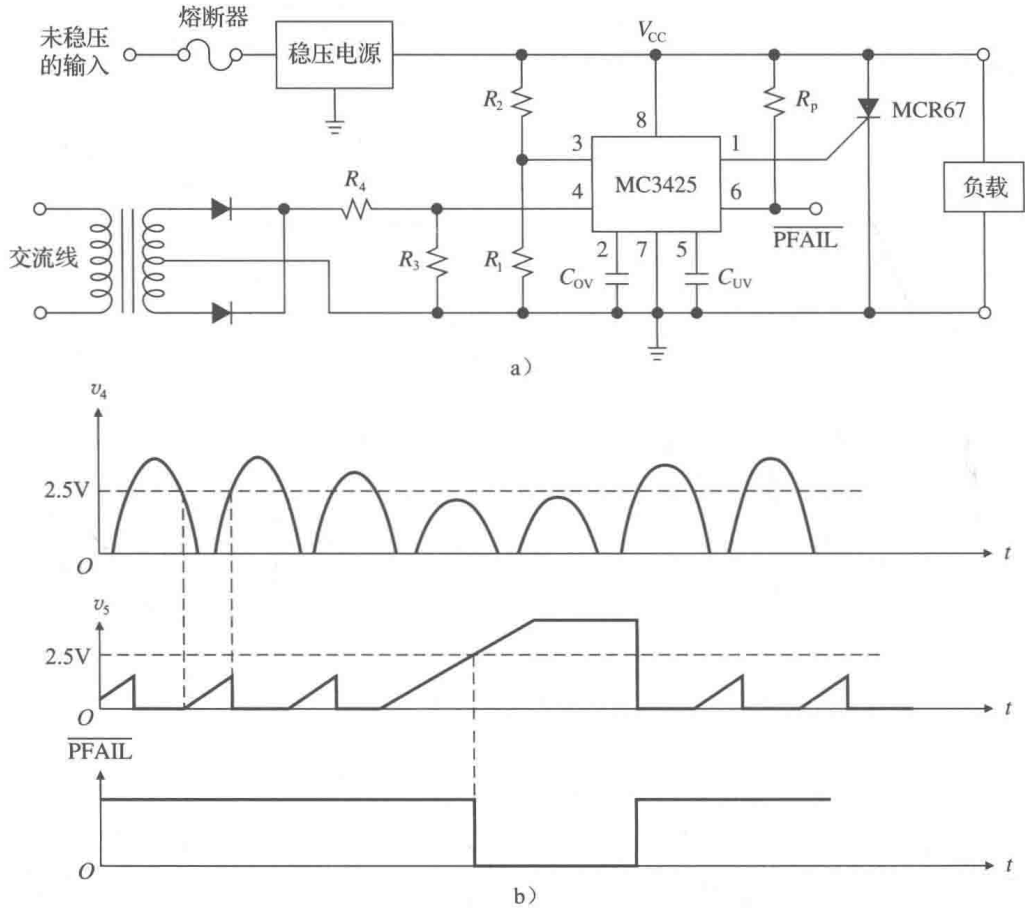 未稳压
的输入
熔断器
稳压电源
V_CC
R_2
R_p
MCR67
8
3
1
MC3425
4
6
负载
R_4
PFAIL
交流线
R_3
R_1
2
7
5
C_OV
C_UV
a)
v_4
2.5V
O
t
v_5
2.5V
O
t
PFAIL
O
t
b)